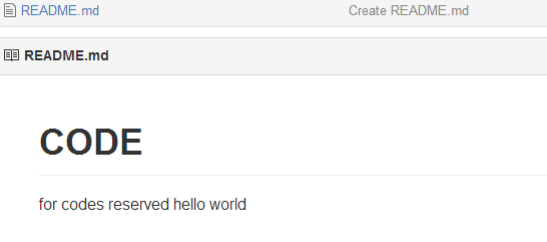 README.md Create README.md
README.md
CODE
for codes reserved hello world